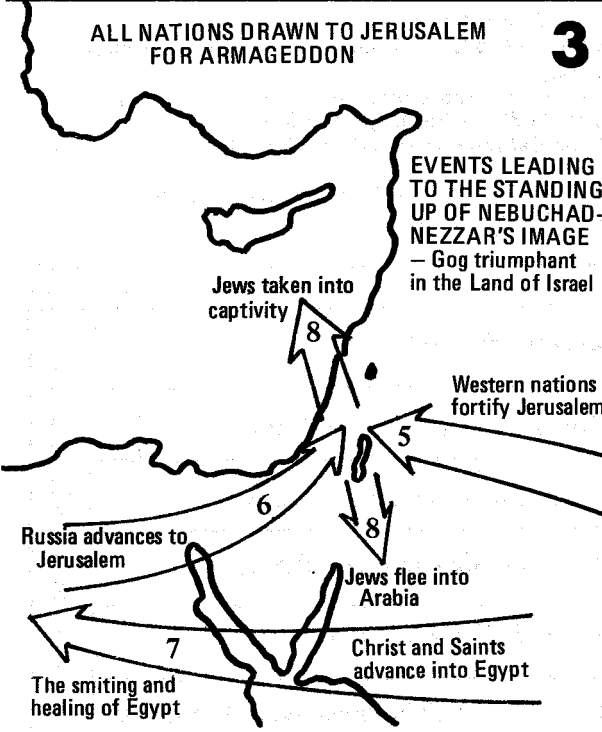 ALL NATIONS DRAWN TO JERUSALEM
FOR ARMAGEDDON
3
EVENTS LEADING
TO THE STANDING
UP OF NEBUCHAD-
NEZZAR'S IMAGE
– Gog triumphant
in the Land of Israel
Jews taken into
captivity
8
Western nations
fortify Jerusalem
5
6
Russia advances to
Jerusalem
8
Jews flee into
Arabia
7
Christ and Saints
advance into Egypt
The smiting and
healing of Egypt